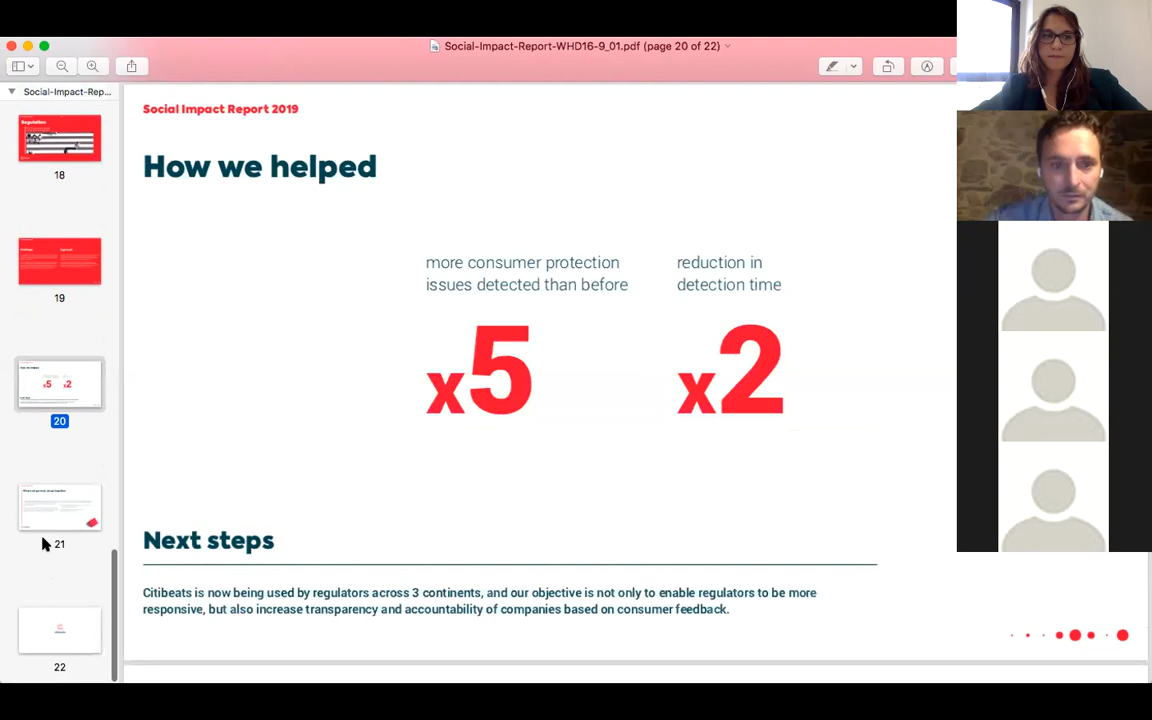 Social-Impact-Report-WHD16-9_01.pdf (page 20 of 22)
Social-Impact-Rep...
Regulation
18
19
20
21
22
Social Impact Report 2019
How we helped
more consumer protection
issues detected than before
x5
reduction in
detection time
x2
Next steps
Citibeats is now being used by regulators across 3 continents, and our objective is not only to enable regulators to be more
responsive, but also increase transparency and accountability of companies based on consumer feedback.